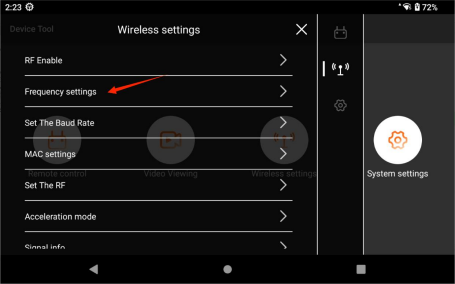 2:23
72%
Device Tool
Wireless settings
RF Enable
Frequency settings
Set The Baud Rate
MAC settings
Remote control
Video Viewing
Wireless settings
System settings
Set The RF
Acceleration mode
Signal info